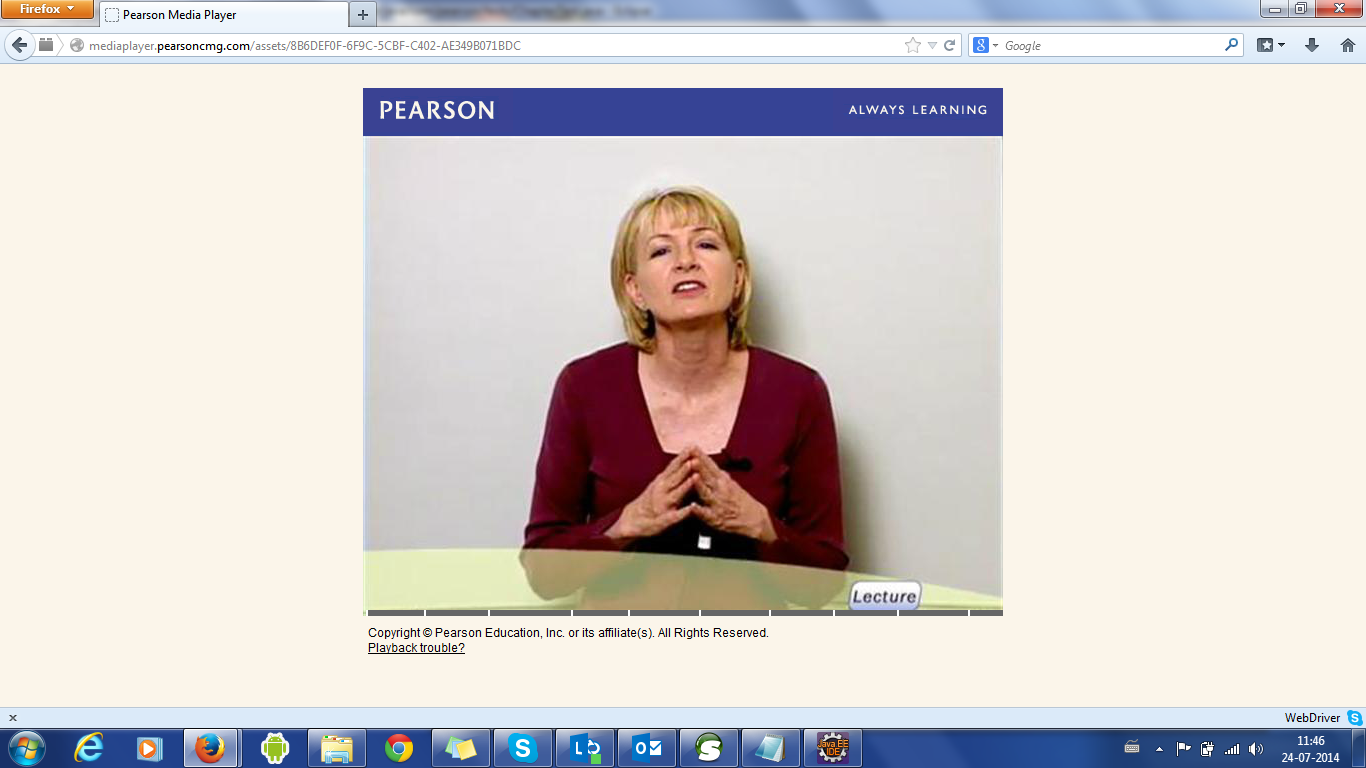 Firefox
Pearson Media Player
mediaplayer.pearsoncmg.com/assets/8B6DEF0F-6F9C-5CBF-C402-AE349B071BDC
Google
PEARSON
ALWAYS LEARNING
Lecture
Copyright © Pearson Education, Inc. or its affiliate(s). All Rights Reserved.
Playback trouble?
WebDriver
Java EE
IDE
11:46
24-07-2014